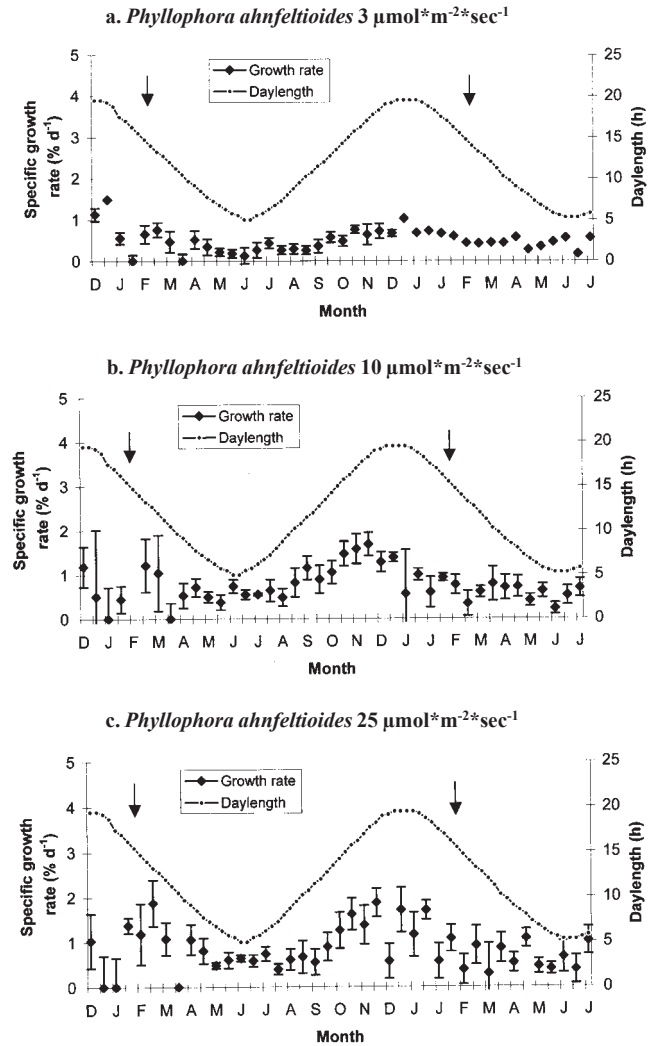 a. Phyllophora ahnfeltioides 3 µmol*m-2*sec-1
5
4
3
2
1
0
Specific growth
rate (% d-1)
Growth rate
Daylength
25
20
15
10
5
0
Daylength (h)
D J F M A M J J A S O N D J F M A M J J
Month
b. Phyllophora ahnfeltioides 10 µmol*m-2*sec-1
5
4
3
2
1
0
Specific growth
rate (% d-1)
Growth rate
Daylength
25
20
15
10
5
0
Daylength (h)
D J F M A M J J A S O N D J F M A M J J
Month
c. Phyllophora ahnfeltioides 25 µmol*m-2*sec-1
5
4
3
2
1
0
Specific growth
rate (% d-1)
Growth rate
Daylength
25
20
15
10
5
0
Daylength (h)
D J F M A M J J A S O N D J F M A M J J
Month